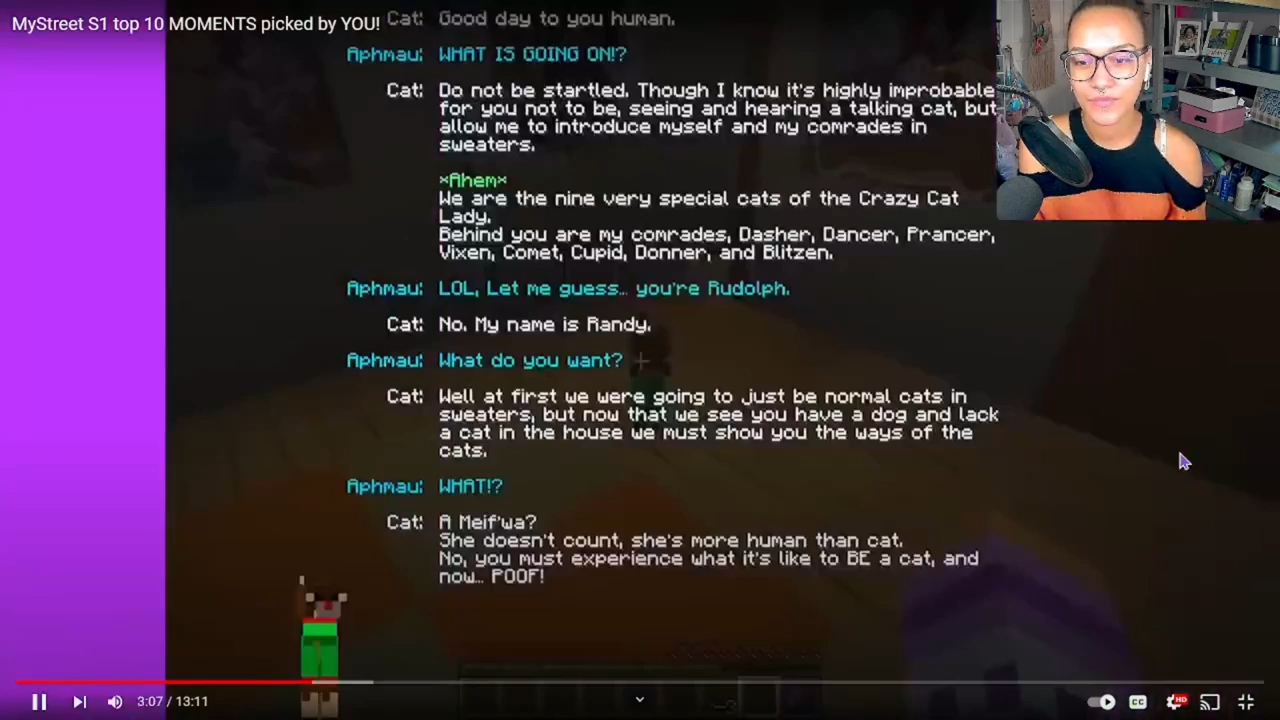 MyStreet S1 top 10 MOMENTS picked by YOU!
Cat: Good day to you human.
Aphmau: WHAT IS GOING ON!?
Cat: Do not be startled. Though I know it's highly improbable
for you not to be, seeing and hearing a talking cat, but
allow me to introduce myself and my comrades in
sweaters.
*Ahem*
We are the nine very special cats of the Crazy Cat
Lady.
Behind you are my comrades, Dasher, Dancer, Prancer,
Vixen, Comet, Cupid, Donner, and Blitzen.
Aphmau: LOL, Let me guess... you're Rudolph.
Cat: No. My name is Randy.
Aphmau: What do you want?
Cat: Well at first we were going to just be normal cats in
sweaters, but now that we see you have a dog and lack
a cat in the house we must show you the ways of the
cats.
Aphmau: WHAT!?
Cat: A Meif'wa?
She doesn't count, she's more human than cat.
No, you must experience what it's like to BE a cat, and
now... POOF!
3:07 / 13:11
CC
HD